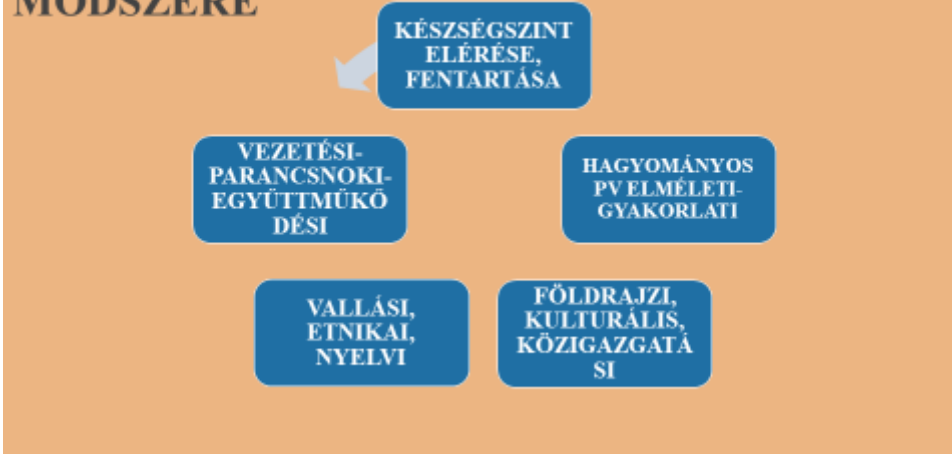 MÓDSZERE
KÉSZSÉGSZINT
ELÉRÉSE,
FENTARTÁSA
VEZETÉSI-
PARANCSNOKI-
EGYÜTTMŰKÖ
DÉSI
HAGYOMÁNYOS
PV ELMÉLETI-
GYAKORLATI
VALLÁSI,
ETNIKAI,
NYELVI
FÖLDRAJZI,
KULTURÁLIS,
KÖZIGAZGATÁ
SI